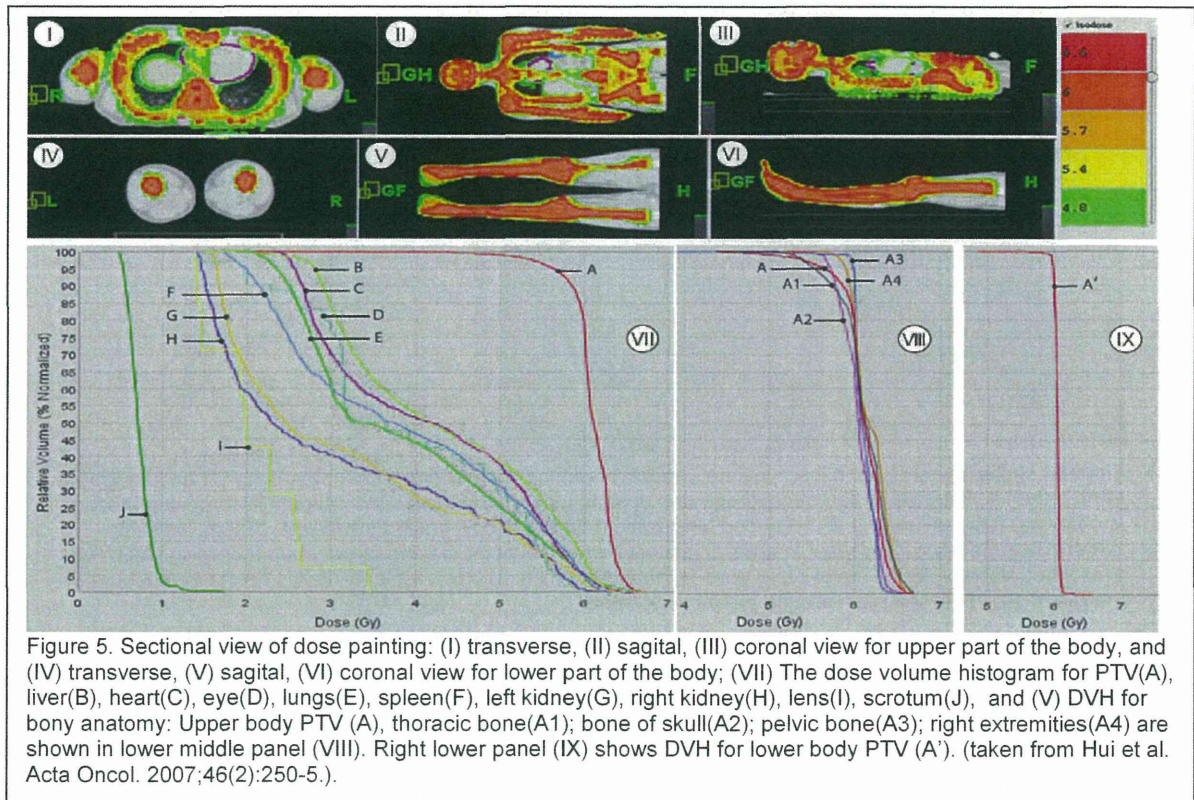 I
II
III
R
L
GH
F
GH
F
✓ Isodose
6.6
6
5.7
5.4
4.8
IV
V
VI
L
R
GF
H
GF
H
Relative Volume (% Normalized)
100
95
90
85
80
75
70
65
60
55
50
45
40
35
30
25
20
15
10
5
0
0 1 2 3 4 5 6 7
Dose (Gy)
A
B
C
D
E
F
G
H
I
J
VII
4 5 6 7
Dose (Gy)
A
A1
A2
A3
A4
VIII
5 6 7
Dose (Gy)
A'
IX
Figure 5. Sectional view of dose painting: (I) transverse, (II) sagital, (III) coronal view for upper part of the body, and
(IV) transverse, (V) sagital, (VI) coronal view for lower part of the body; (VII) The dose volume histogram for PTV(A),
liver(B), heart(C), eye(D), lungs(E), spleen(F), left kidney(G), right kidney(H), lens(I), scrotum(J), and (V) DVH for
bony anatomy: Upper body PTV (A), thoracic bone(A1); bone of skull(A2); pelvic bone(A3); right extremities(A4) are
shown in lower middle panel (VIII). Right lower panel (IX) shows DVH for lower body PTV (A'). (taken from Hui et al.
Acta Oncol. 2007;46(2):250-5.).